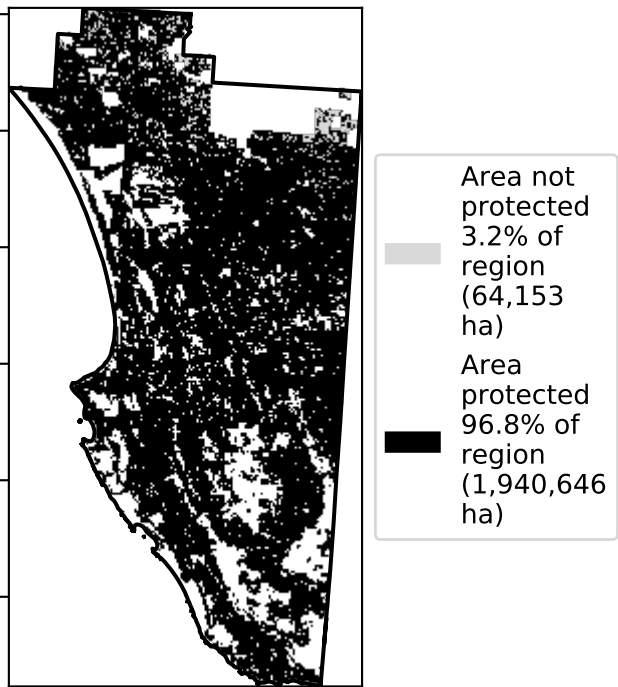 Area not
protected
3.2% of
region
(64,153
ha)
Area
protected
96.8% of
region
(1,940,646
ha)